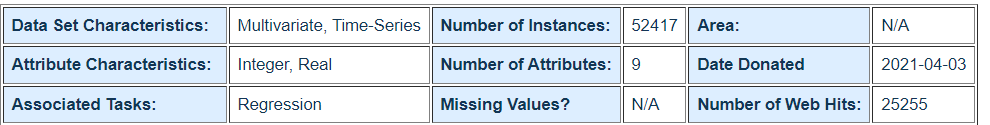 Data Set Characteristics: Multivariate, Time-Series Number of Instances: 52417 Area: N/A
Attribute Characteristics: Integer, Real Number of Attributes: 9 Date Donated 2021-04-03
Associated Tasks: Regression Missing Values? N/A Number of Web Hits: 25255